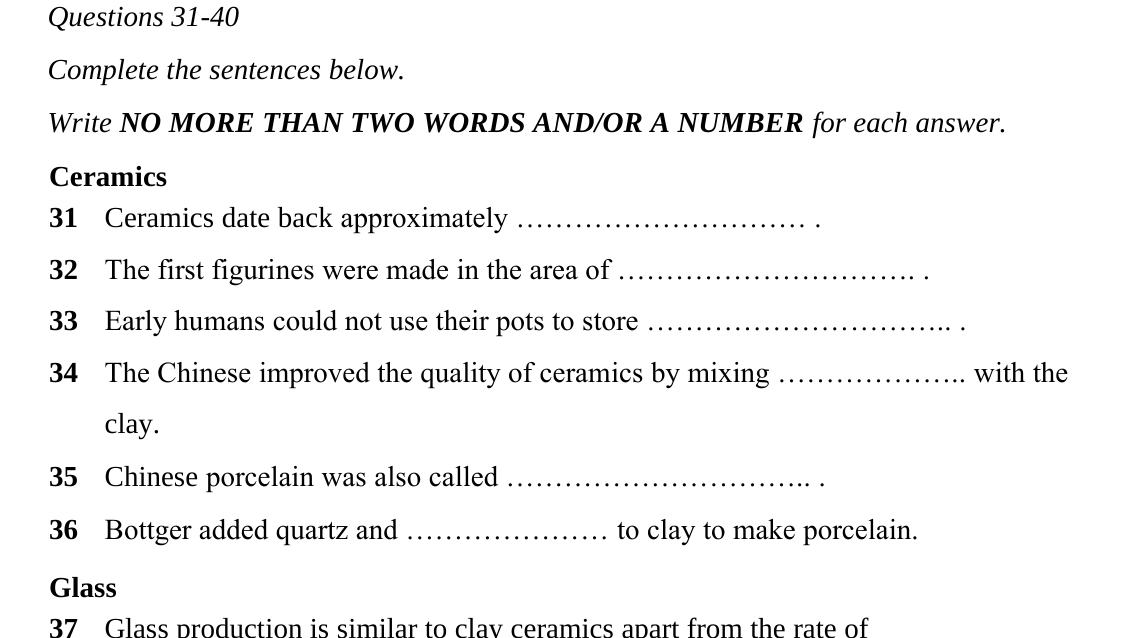 Questions 31-40
Complete the sentences below.
Write NO MORE THAN TWO WORDS AND/OR A NUMBER for each answer.
Ceramics
31 Ceramics date back approximately ………………………… .
32 The first figurines were made in the area of …………………………. .
33 Early humans could not use their pots to store ………………………….. .
34 The Chinese improved the quality of ceramics by mixing ……………….. with the
clay.
35 Chinese porcelain was also called ………………………….. .
36 Bottger added quartz and ………………… to clay to make porcelain.
Glass
37 Glass production is similar to clay ceramics apart from the rate of